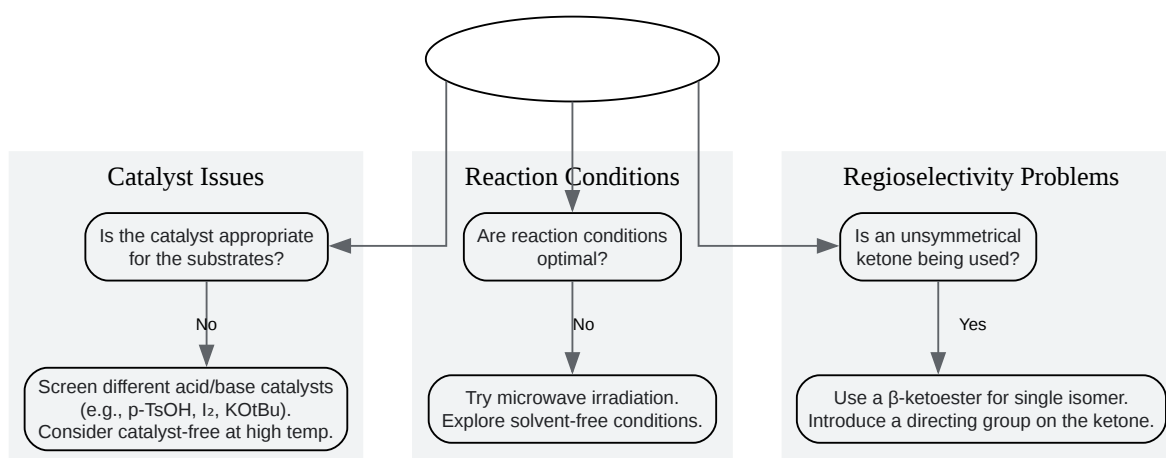 Catalyst Issues
Is the catalyst appropriate
for the substrates?
No
Screen different acid/base catalysts
(e.g., p-TsOH, I₂, KOtBu).
Consider catalyst-free at high temp.
Reaction Conditions
Are reaction conditions
optimal?
No
Try microwave irradiation.
Explore solvent-free conditions.
Regioselectivity Problems
Is an unsymmetrical
ketone being used?
Yes
Use a β-ketoester for single isomer.
Introduce a directing group on the ketone.